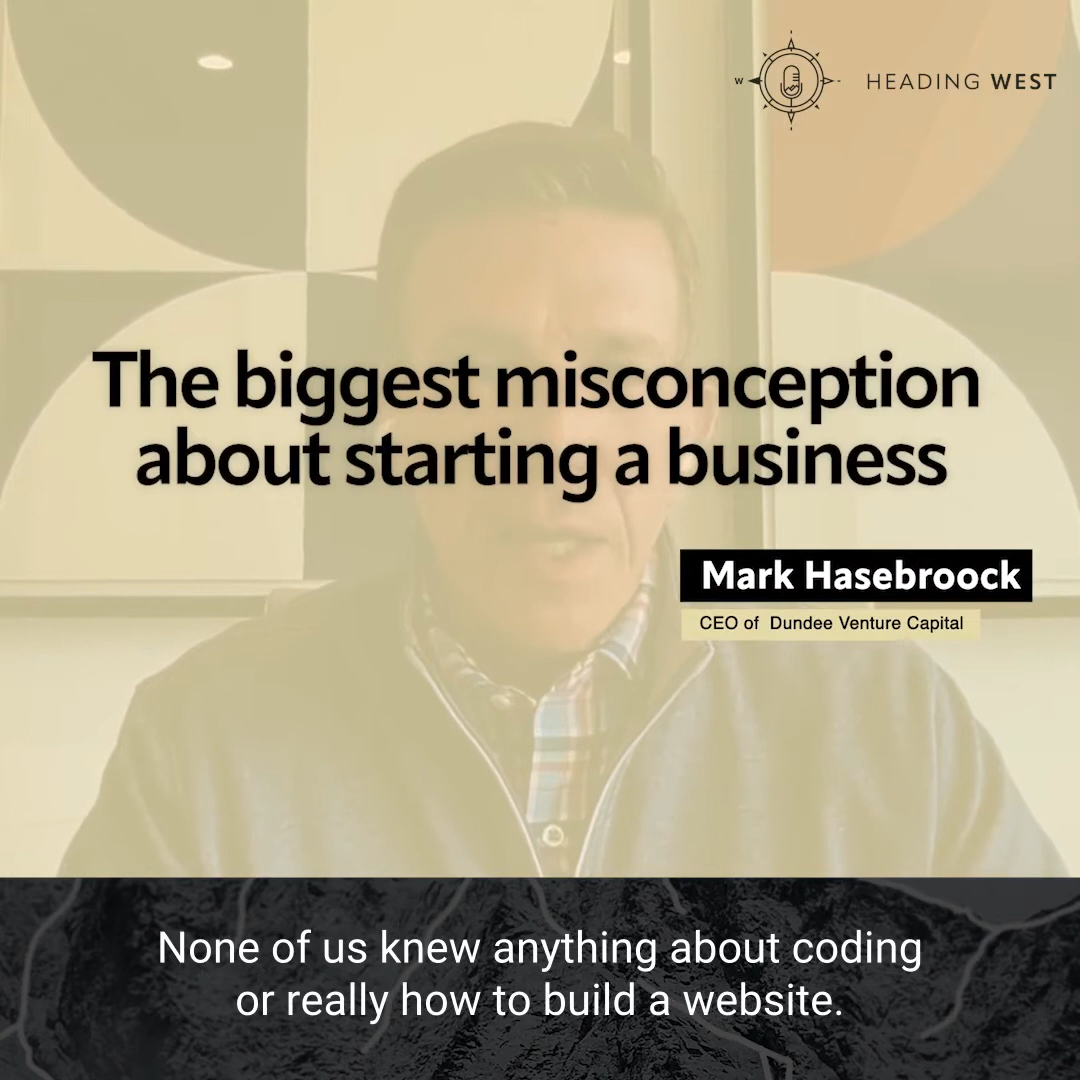 W
HEADING WEST
The biggest misconception
about starting a business
Mark Hasebroock
CEO of Dundee Venture Capital
None of us knew anything about coding
or really how to build a website.